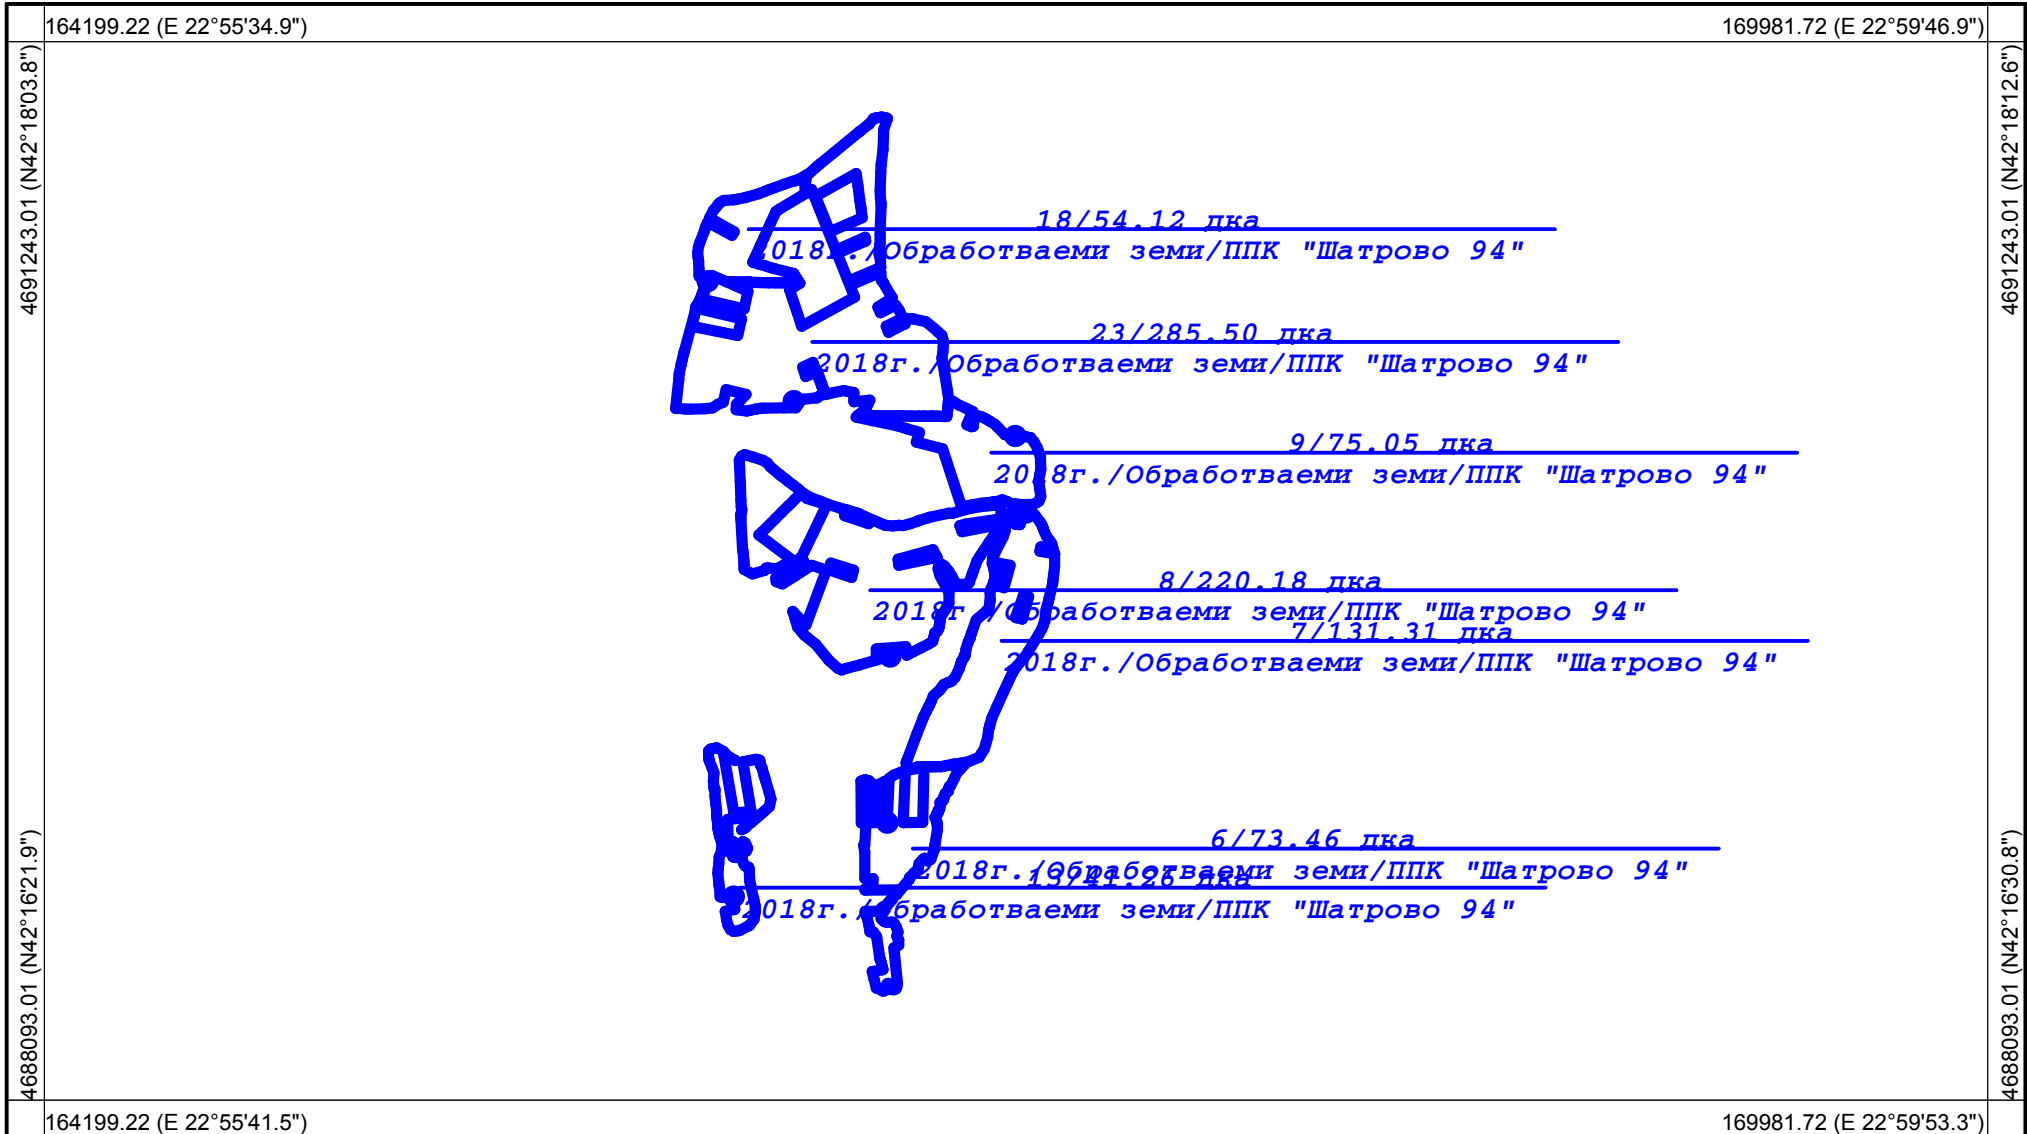 164199.22 (E 22°55'34.9")
169981.72 (E 22°59'46.9")
4691243.01 (N42°18'03.8")
4691243.01 (N42°18'12.6")
18/54.12 дка
2018г./Обработваеми земи/ППК "Шатрово 94"
23/285.50 дка
2018г./Обработваеми земи/ППК "Шатрово 94"
9/75.05 дка
2018г./Обработваеми земи/ППК "Шатрово 94"
8/220.18 дка
2018г./Обработваеми земи/ППК "Шатрово 94"
7/131.31 дка
2018г./Обработваеми земи/ППК "Шатрово 94"
6/73.46 дка
2018г./Обработваеми земи/ППК "Шатрово 94"
13/41.26 дка
2018г./Обработваеми земи/ППК "Шатрово 94"
4688093.01 (N42°16'21.9")
4688093.01 (N42°16'30.8")
164199.22 (E 22°55'41.5")
169981.72 (E 22°59'53.3")